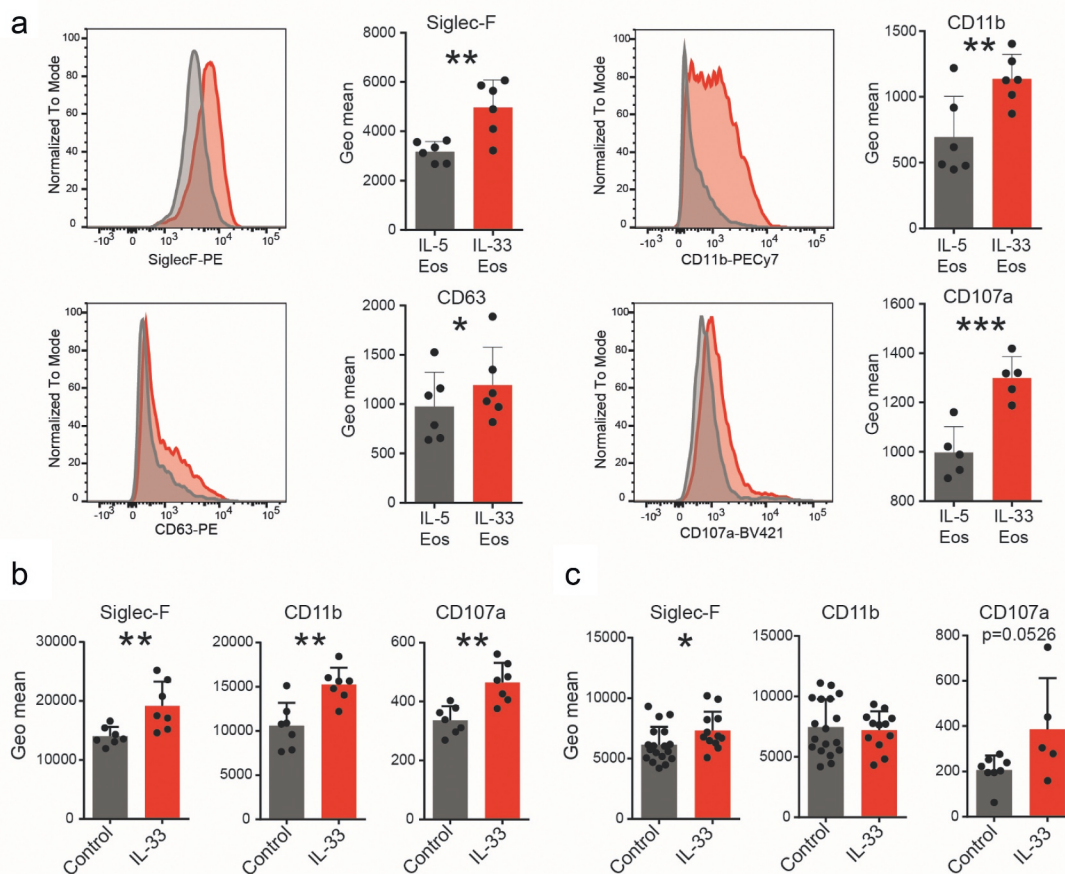 a
Siglec-F
**
Normalized To Mode
100
80
60
40
20
0
-10³ 0 10³ 10⁴ 10⁵
SiglecF-PE
Geo mean
8000
6000
4000
2000
0
IL-5 Eos
IL-33 Eos
CD11b
**
Normalized To Mode
100
80
60
40
20
0
-10³ 0 10³ 10⁴ 10⁵
CD11b-PECy7
Geo mean
1500
1000
500
0
IL-5 Eos
IL-33 Eos
CD63
*
Normalized To Mode
100
80
60
40
20
0
-10³ 0 10³ 10⁴ 10⁵
CD63-PE
Geo mean
2000
1500
1000
500
0
IL-5 Eos
IL-33 Eos
CD107a
***
Normalized To Mode
100
80
60
40
20
0
-10³ 0 10³ 10⁴ 10⁵
CD107a-BV421
Geo mean
1600
1400
1200
1000
800
IL-5 Eos
IL-33 Eos
b
Siglec-F
**
Geo mean
30000
20000
10000
0
Control
IL-33
CD11b
**
20000
15000
10000
5000
0
Control
IL-33
CD107a
**
600
400
200
0
Control
IL-33
c
Siglec-F
*
Geo mean
15000
10000
5000
0
Control
IL-33
CD11b
15000
10000
5000
0
Control
IL-33
CD107a
p=0.0526
800
600
400
200
0
Control
IL-33